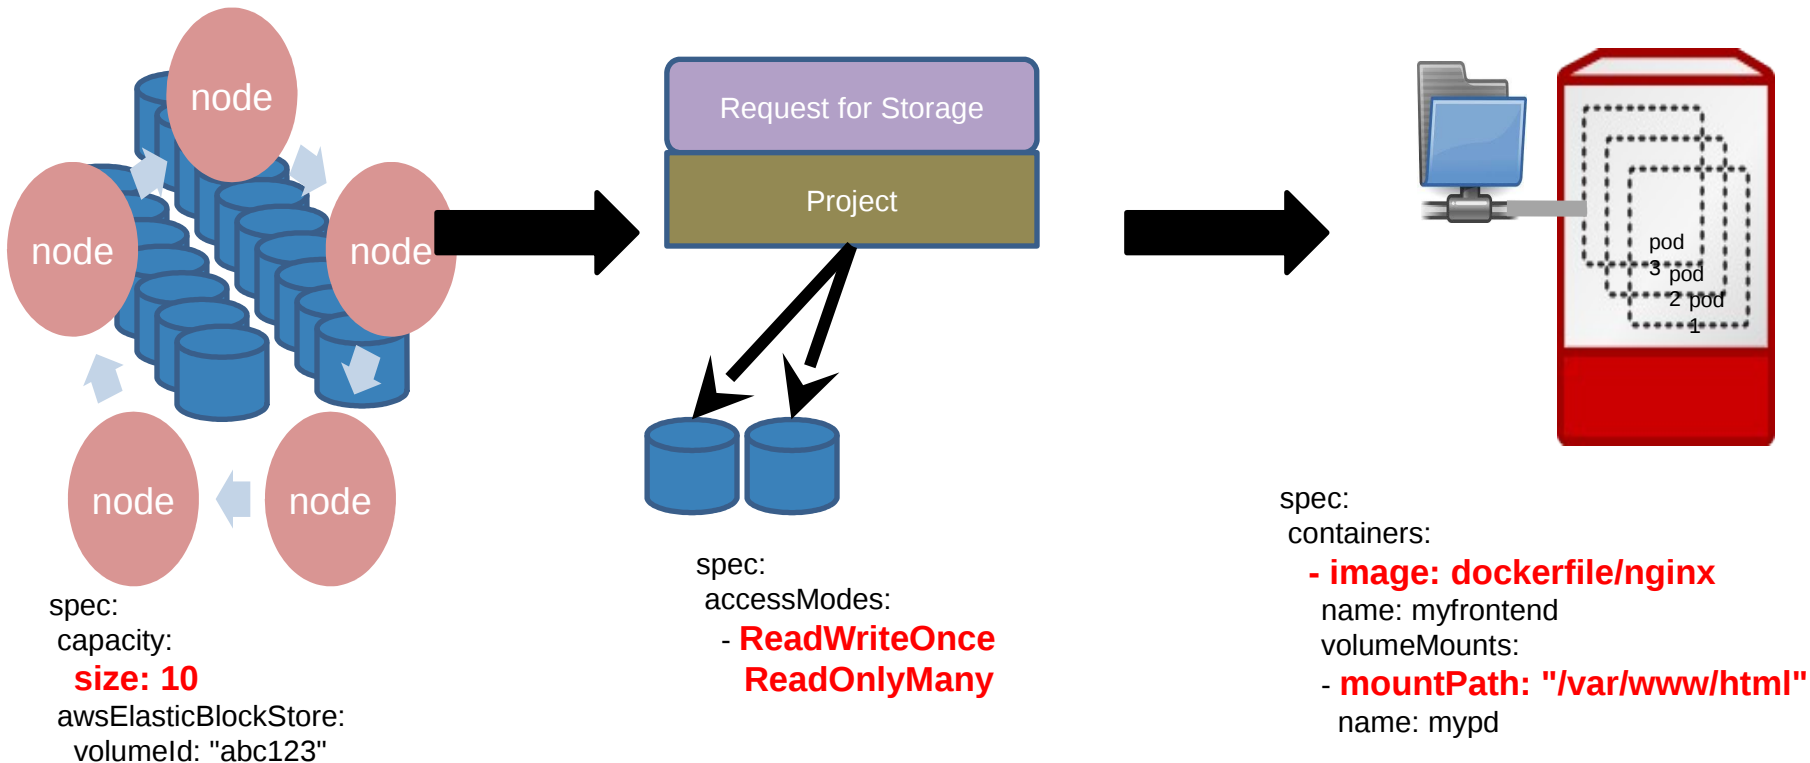 node
node
node
node
node
spec:
capacity:
size: 10
awsElasticBlockStore:
volumeId: "abc123"
Request for Storage
Project
spec:
accessModes:
- ReadWriteOnce
ReadOnlyMany
pod
3
pod
2
pod
1
spec:
containers:
- image: dockerfile/nginx
name: myfrontend
volumeMounts:
- mountPath: "/var/www/html"
name: mypd